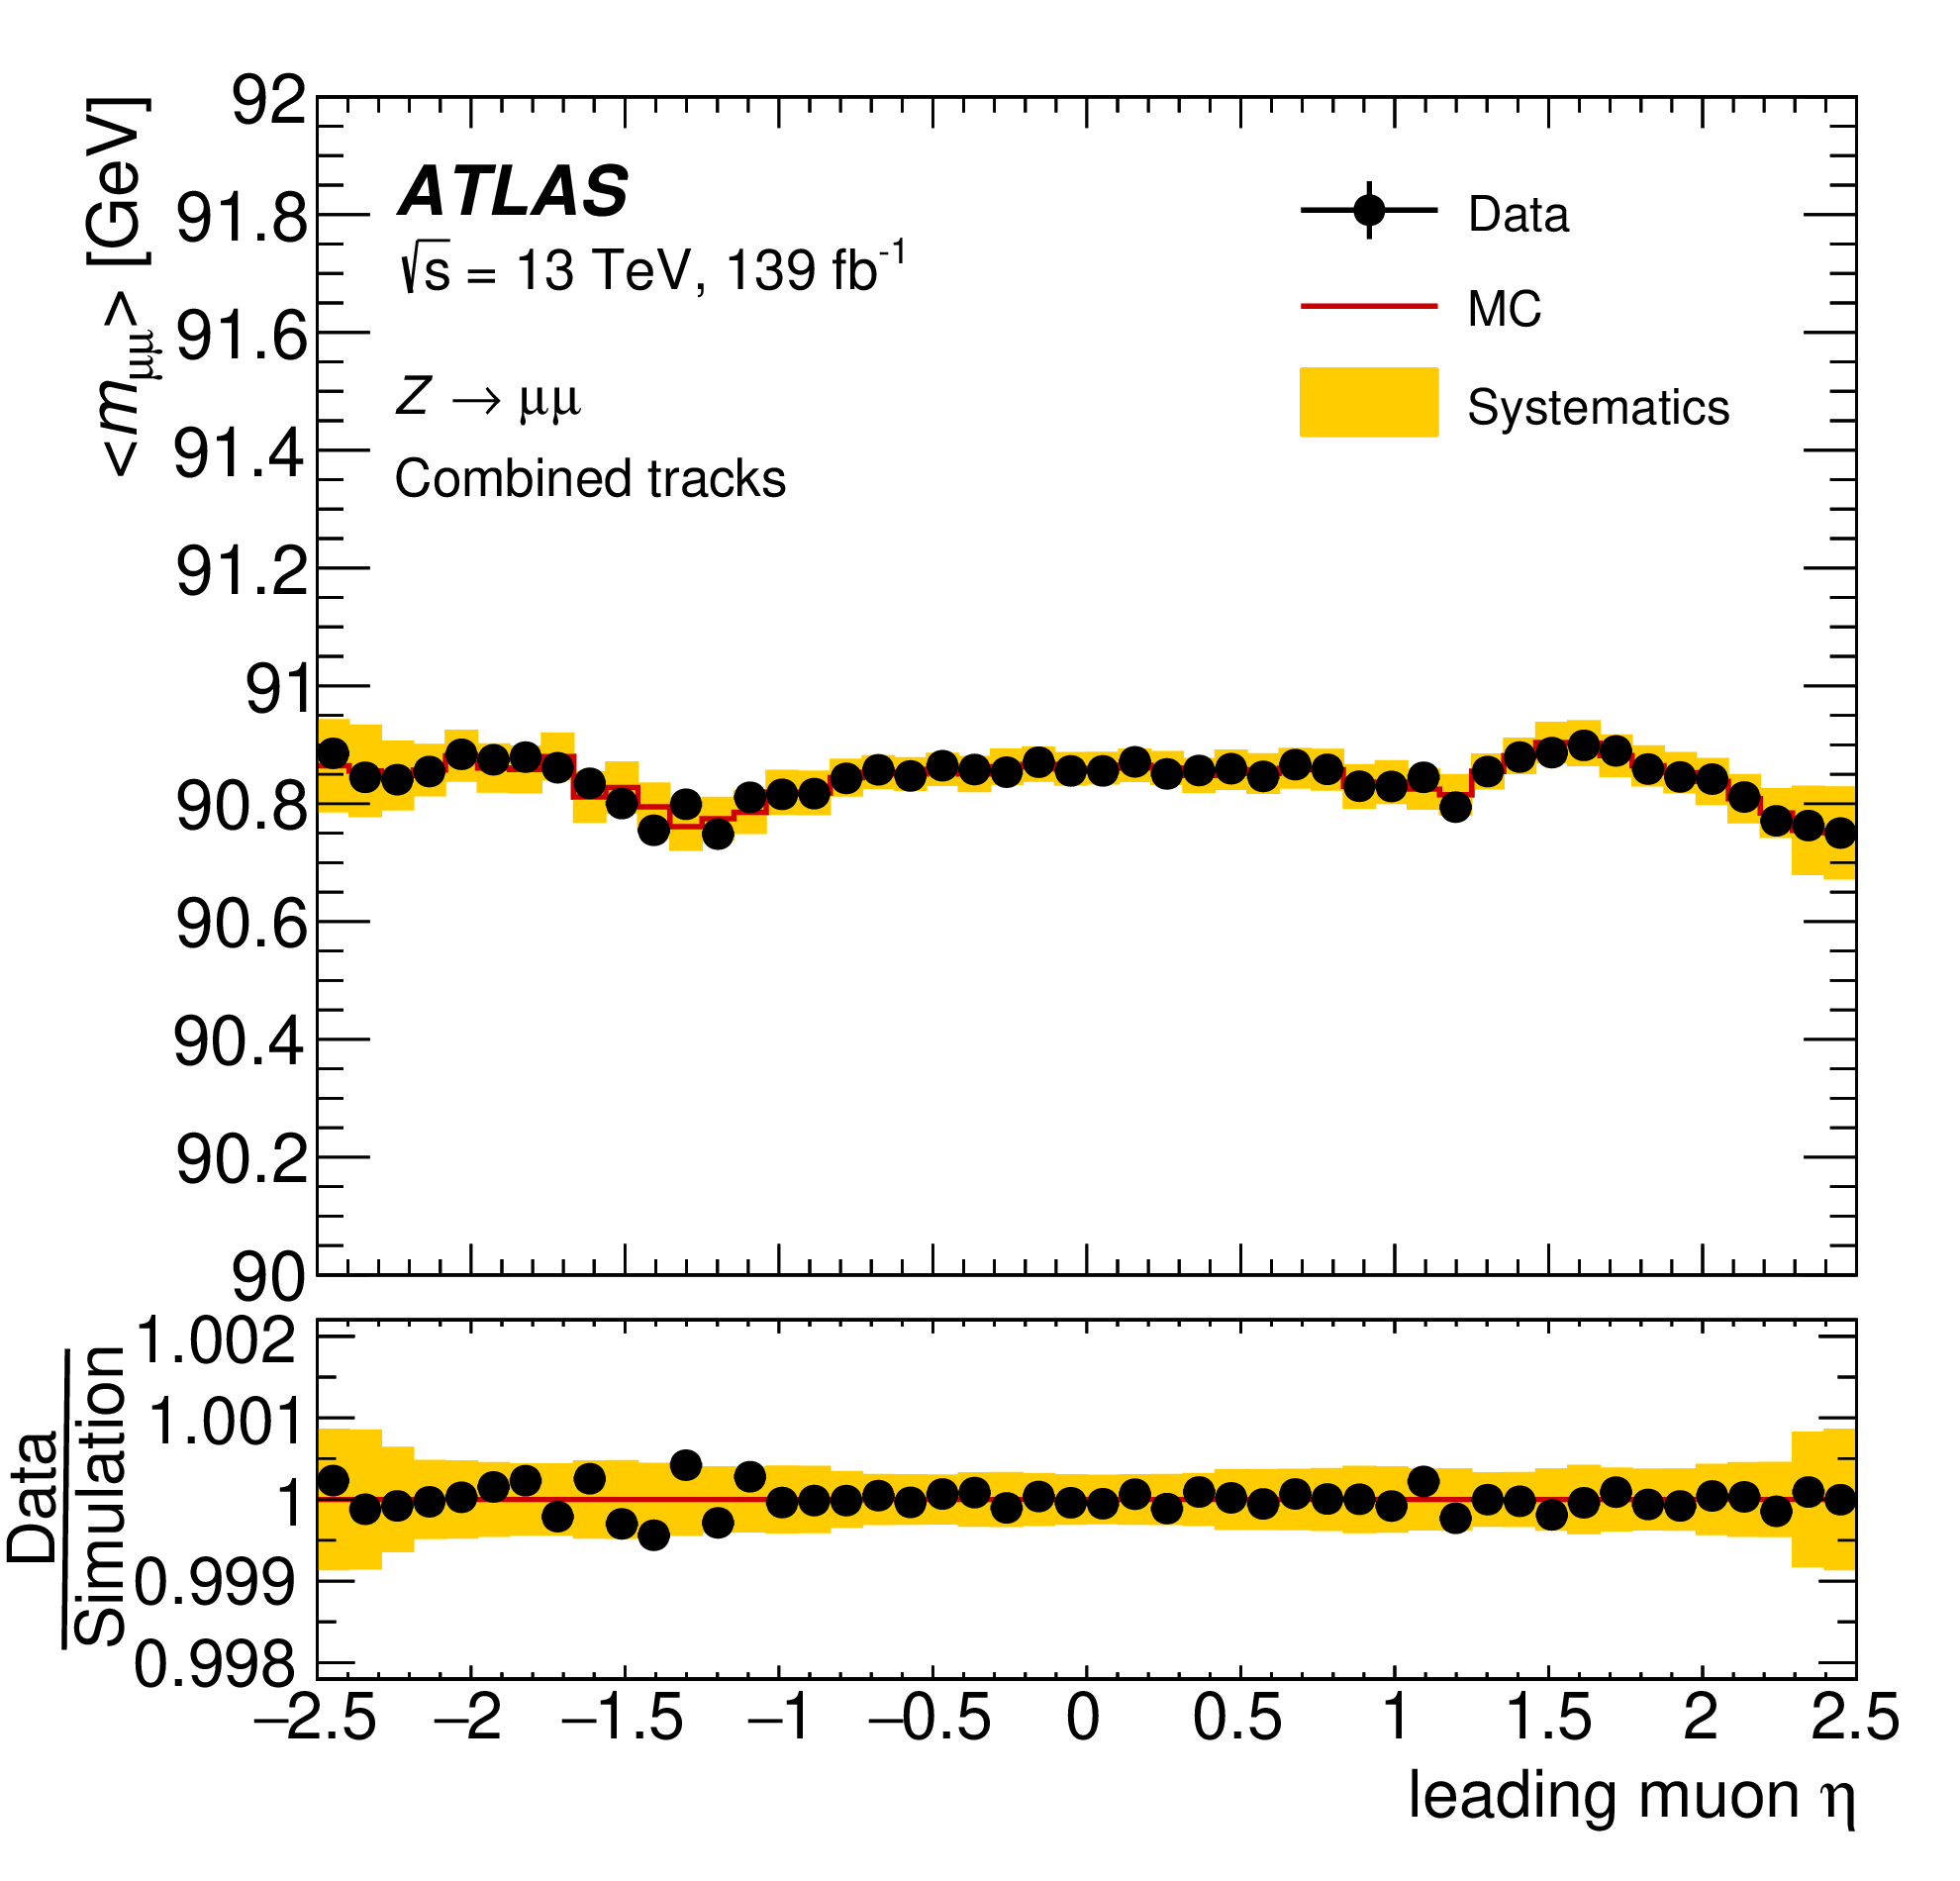 <mμμ> [GeV]
92
91.8
91.6
91.4
91.2
91
90.8
90.6
90.4
90.2
90
ATLAS
√s = 13 TeV, 139 fb⁻¹
Z → μμ
Combined tracks
Data
MC
Systematics
Data
Simulation
1.002
1.001
1
0.999
0.998
−2.5 −2 −1.5 −1 −0.5 0 0.5 1 1.5 2 2.5
leading muon η